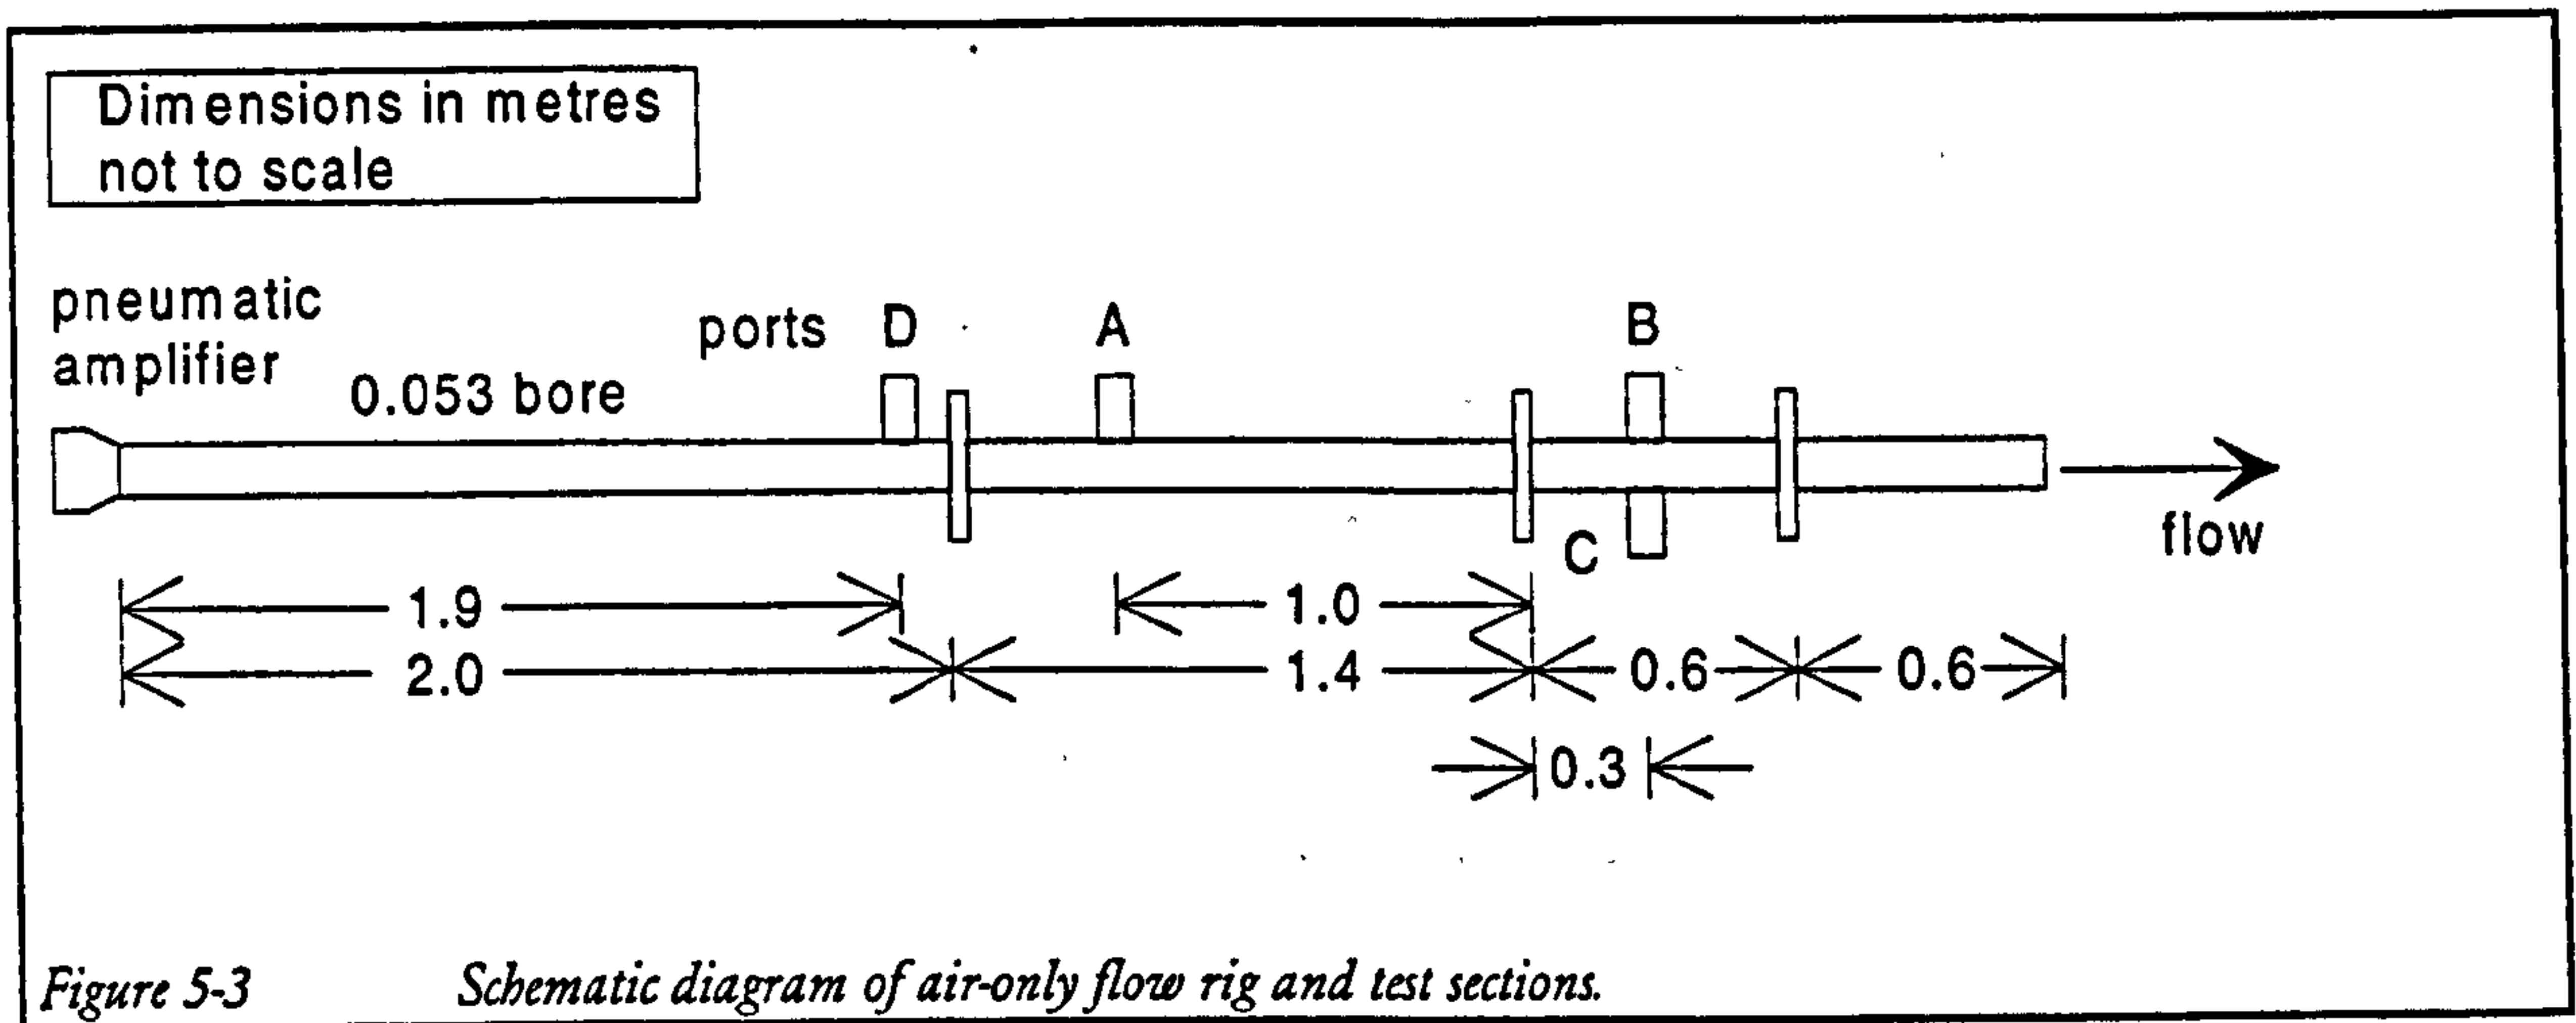 Dimensions in metres
not to scale
pneumatic
amplifier
0.053 bore
ports D A B
C
flow
1.9 1.0
2.0 1.4 0.6 0.6
0.3
Figure 5-3 Schematic diagram of air-only flow rig and test sections.